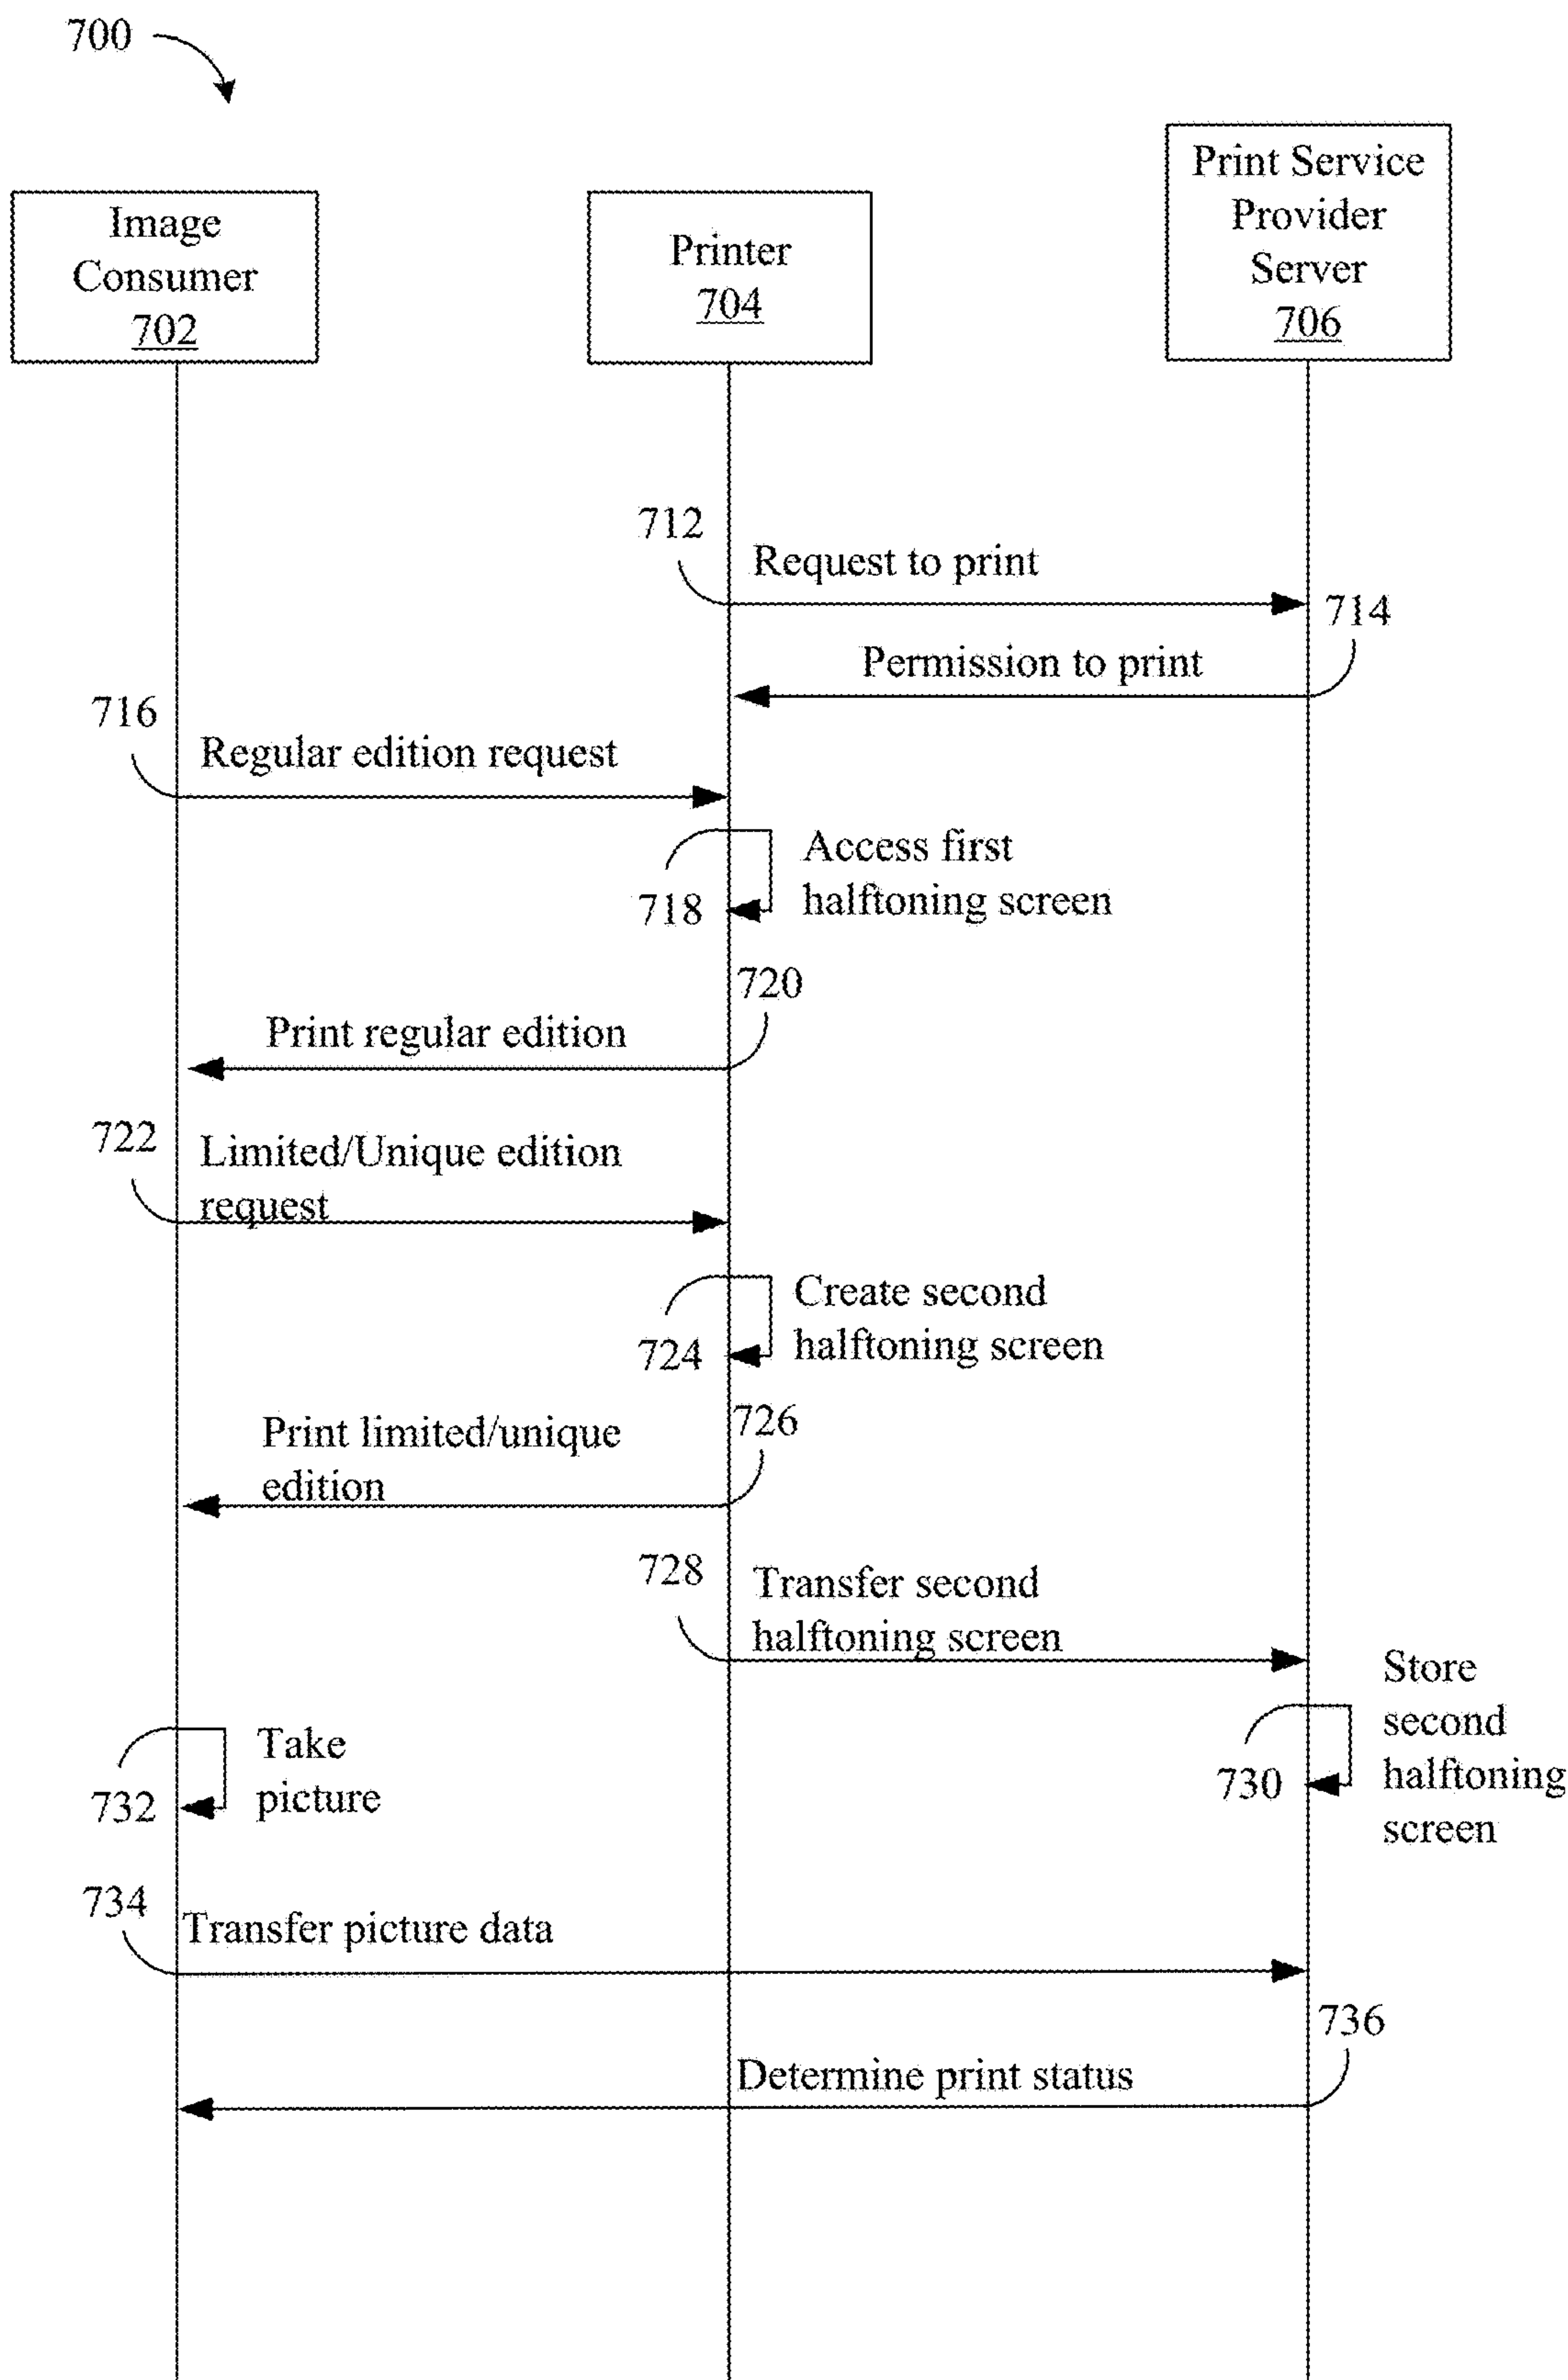 700
Image
Consumer
702
Printer
704
Print Service
Provider
Server
706
712
Request to print
714
Permission to print
716
Regular edition request
718
Access first
halftoning screen
720
Print regular edition
722
Limited/Unique edition
request
724
Create second
halftoning screen
726
Print limited/unique
edition
728
Transfer second
halftoning screen
730
Store
second
halftoning
screen
732
Take
picture
734
Transfer picture data
736
Determine print status